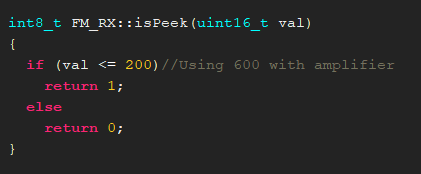 int8_t FM_RX::isPeek(uint16_t val)
{
  if (val <= 200)//Using 600 with amplifier
    return 1;
  else
    return 0;
}